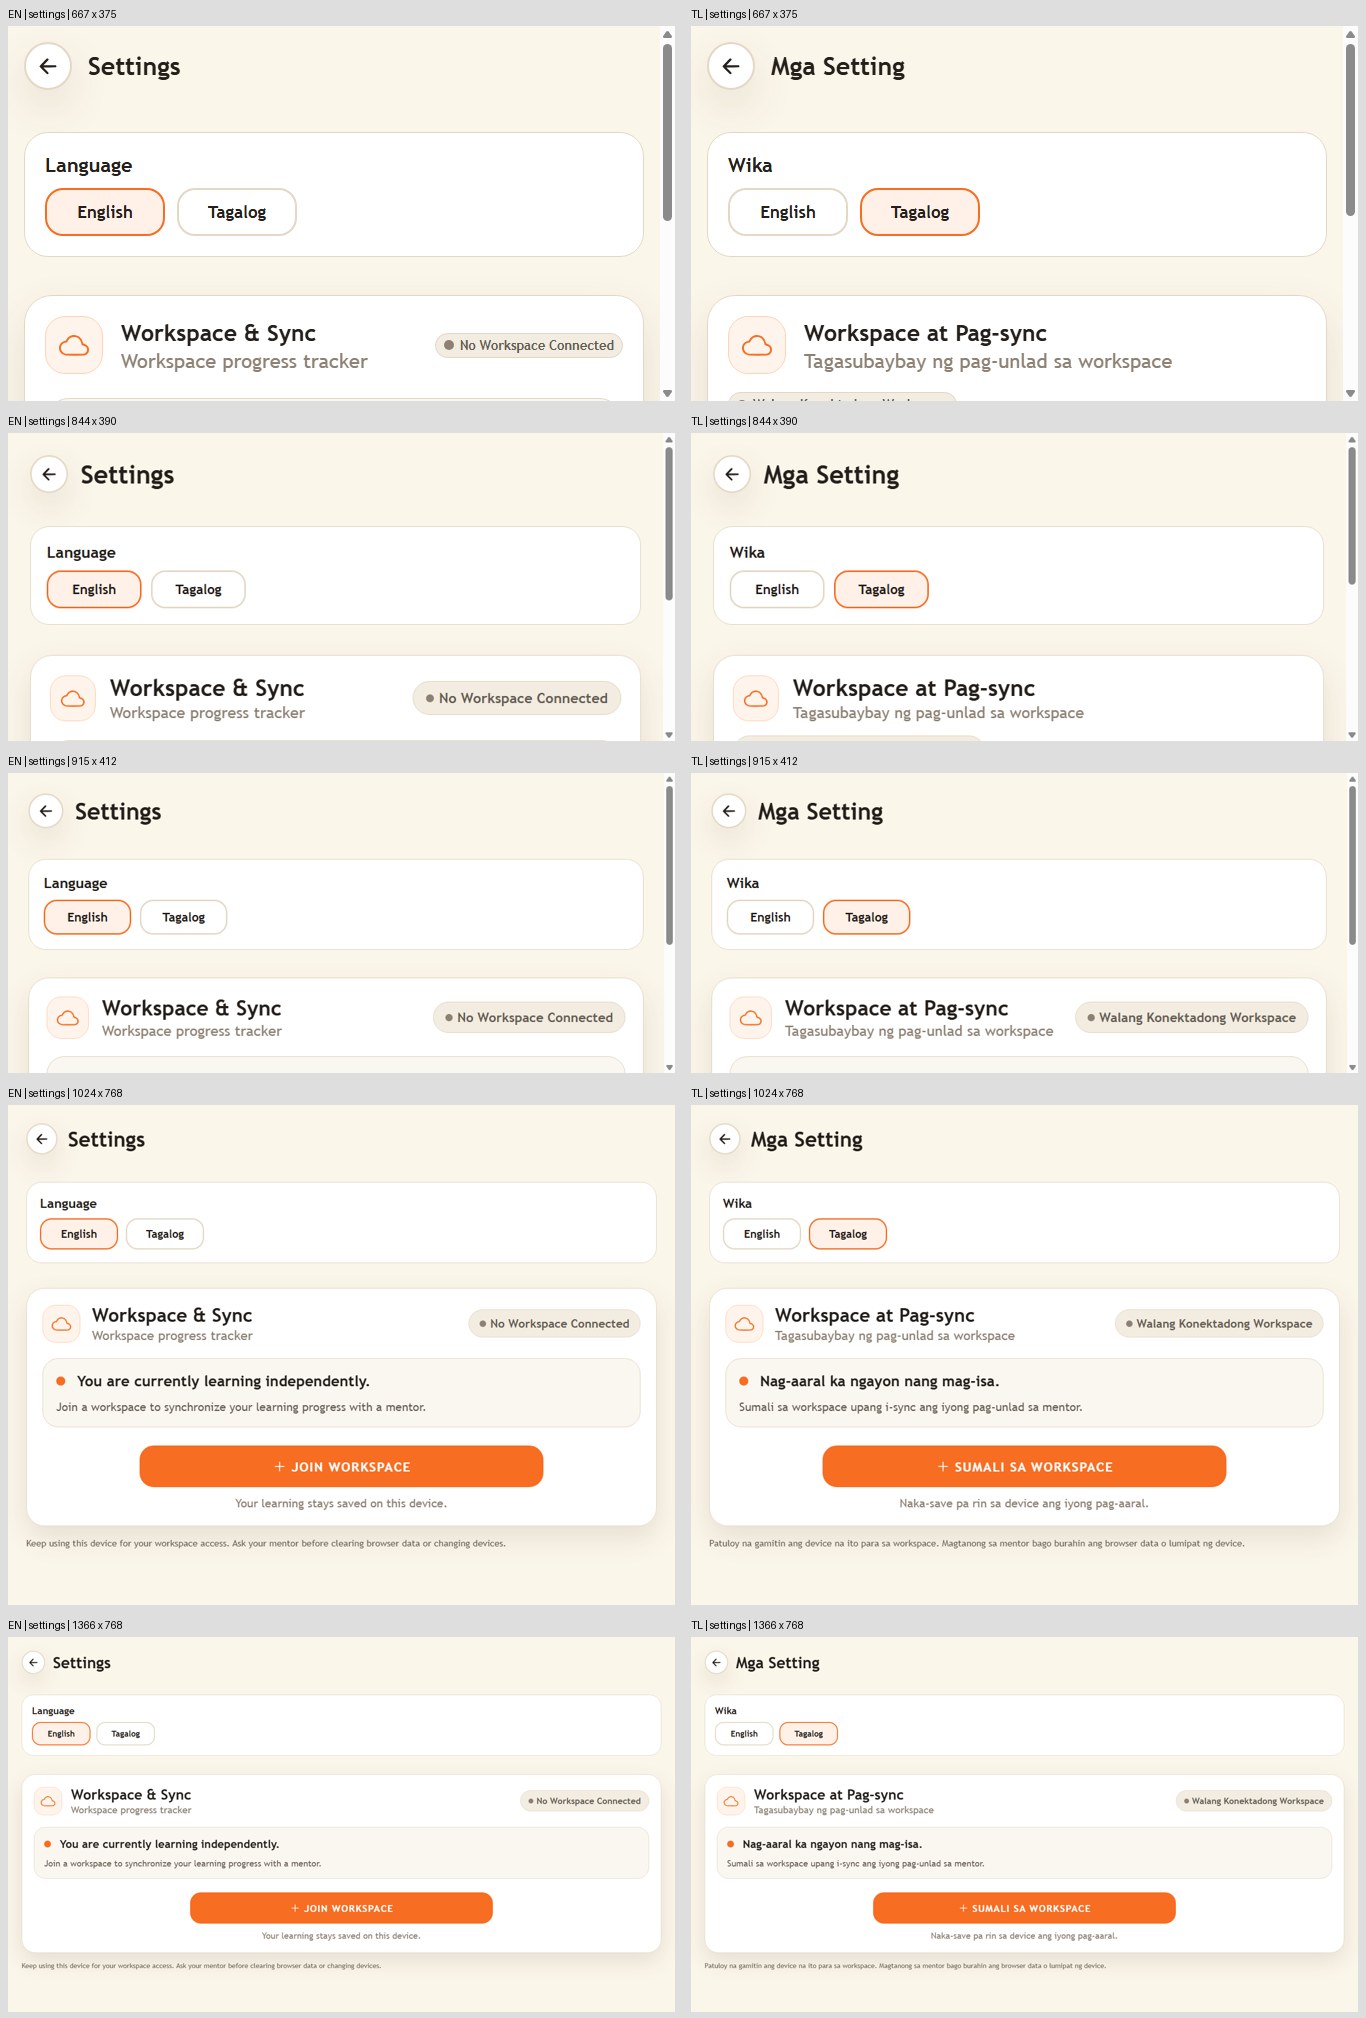 EN | settings | 667 x 375
Settings
Language
English
Tagalog
Workspace & Sync
Workspace progress tracker
No Workspace Connected
TL | settings | 667 x 375
Mga Setting
Wika
English
Tagalog
Workspace at Pag-sync
Tagasubaybay ng pag-unlad sa workspace
EN | settings | 844 x 390
Settings
Language
English
Tagalog
Workspace & Sync
Workspace progress tracker
No Workspace Connected
TL | settings | 844 x 390
Mga Setting
Wika
English
Tagalog
Workspace at Pag-sync
Tagasubaybay ng pag-unlad sa workspace
EN | settings | 915 x 412
Settings
Language
English
Tagalog
Workspace & Sync
Workspace progress tracker
No Workspace Connected
TL | settings | 915 x 412
Mga Setting
Wika
English
Tagalog
Workspace at Pag-sync
Tagasubaybay ng pag-unlad sa workspace
Walang Konektadong Workspace
EN | settings | 1024 x 768
Settings
Language
English
Tagalog
Workspace & Sync
Workspace progress tracker
No Workspace Connected
You are currently learning independently.
Join a workspace to synchronize your learning progress with a mentor.
+ JOIN WORKSPACE
Your learning stays saved on this device.
Keep using this device for your workspace access. Ask your mentor before clearing browser data or changing devices.
TL | settings | 1024 x 768
Mga Setting
Wika
English
Tagalog
Workspace at Pag-sync
Tagasubaybay ng pag-unlad sa workspace
Walang Konektadong Workspace
Nag-aaral ka ngayon nang mag-isa.
Sumali sa workspace upang i-sync ang iyong pag-unlad sa mentor.
+ SUMALI SA WORKSPACE
Naka-save pa rin sa device ang iyong pag-aaral.
Patuloy na gamitin ang device na ito para sa workspace. Magtanong sa mentor bago burahin ang browser data o lumipat ng device.
EN | settings | 1366 x 768
Settings
Language
English
Tagalog
Workspace & Sync
Workspace progress tracker
No Workspace Connected
You are currently learning independently.
Join a workspace to synchronize your learning progress with a mentor.
+ JOIN WORKSPACE
Your learning stays saved on this device.
Keep using this device for your workspace access. Ask your mentor before clearing browser data or changing devices.
TL | settings | 1366 x 768
Mga Setting
Wika
English
Tagalog
Workspace at Pag-sync
Tagasubaybay ng pag-unlad sa workspace
Walang Konektadong Workspace
Nag-aaral ka ngayon nang mag-isa.
Sumali sa workspace upang i-sync ang iyong pag-unlad sa mentor.
+ SUMALI SA WORKSPACE
Naka-save pa rin sa device ang iyong pag-aaral.
Patuloy na gamitin ang device na ito para sa workspace. Magtanong sa mentor bago burahin ang browser data o lumipat ng device.